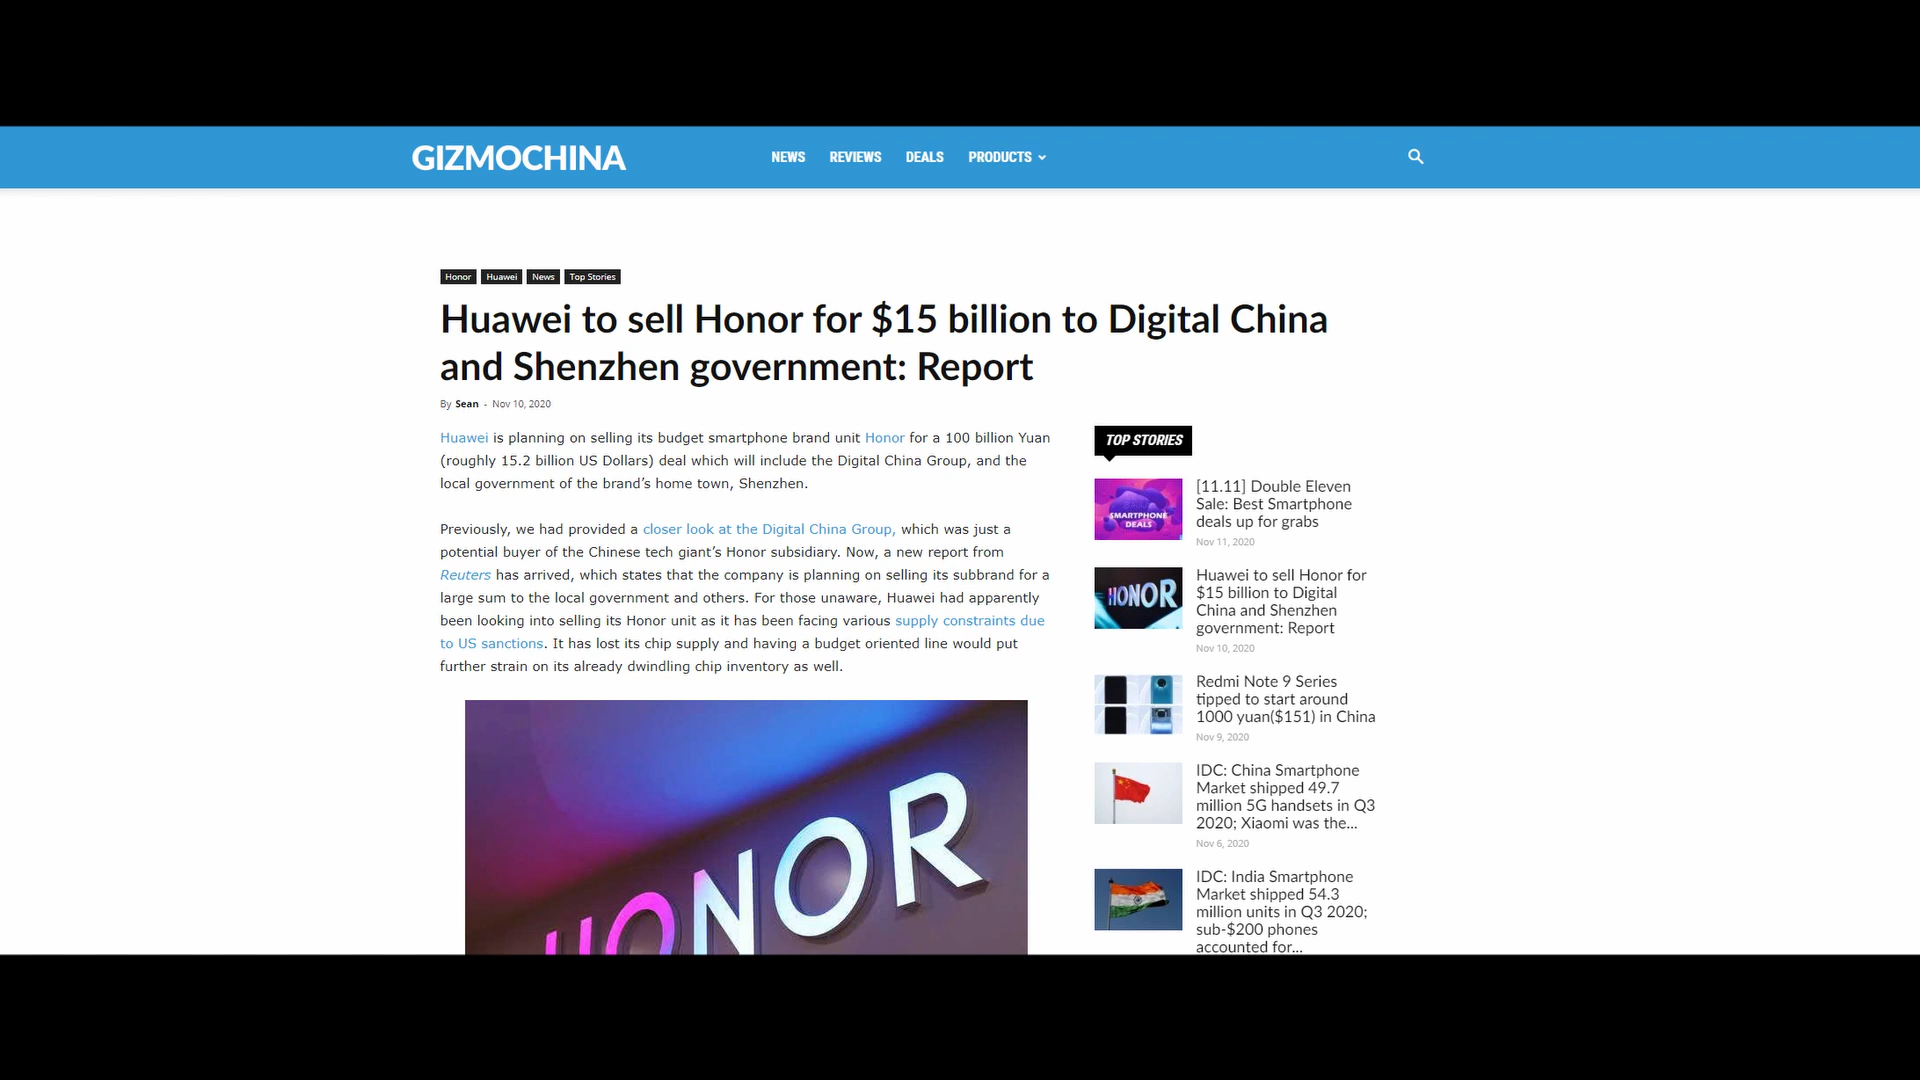 GIZMOCHINA
NEWS REVIEWS DEALS PRODUCTS
Honor Huawei News Top Stories
Huawei to sell Honor for $15 billion to Digital China
and Shenzhen government: Report
By Sean - Nov 10, 2020
Huawei is planning on selling its budget smartphone brand unit Honor for a 100 billion Yuan
(roughly 15.2 billion US Dollars) deal which will include the Digital China Group, and the
local government of the brand’s home town, Shenzhen.
Previously, we had provided a closer look at the Digital China Group, which was just a
potential buyer of the Chinese tech giant’s Honor subsidiary. Now, a new report from
Reuters has arrived, which states that the company is planning on selling its subbrand for a
large sum to the local government and others. For those unaware, Huawei had apparently
been looking into selling its Honor unit as it has been facing various supply constraints due
to US sanctions. It has lost its chip supply and having a budget oriented line would put
further strain on its already dwindling chip inventory as well.
HONOR
TOP STORIES
SMARTPHONE
DEALS
[11.11] Double Eleven
Sale: Best Smartphone
deals up for grabs
Nov 11, 2020
HONOR
Huawei to sell Honor for
$15 billion to Digital
China and Shenzhen
government: Report
Nov 10, 2020
Redmi Note 9 Series
tipped to start around
1000 yuan($151) in China
Nov 9, 2020
IDC: China Smartphone
Market shipped 49.7
million 5G handsets in Q3
2020; Xiaomi was the...
Nov 6, 2020
IDC: India Smartphone
Market shipped 54.3
million units in Q3 2020;
sub-$200 phones
accounted for...